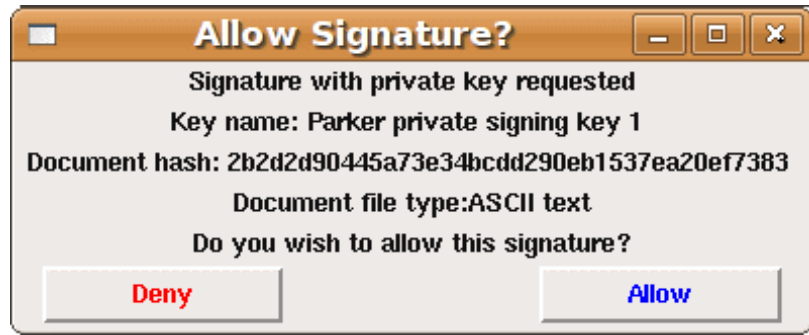 Allow Signature?
Signature with private key requested
Key name: Parker private signing key 1
Document hash: 2b2d2d90445a73e34bcdd290eb1537ea20ef7383
Document file type:ASCII text
Do you wish to allow this signature?
Deny Allow